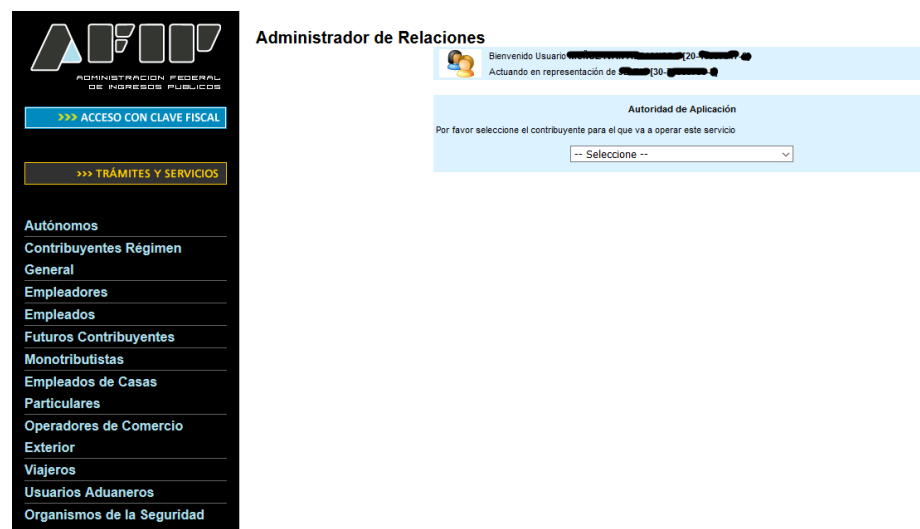 AFIP
ADMINISTRACION FEDERAL
DE INGRESOS PUBLICOS
>>> ACCESO CON CLAVE FISCAL
>>> TRÁMITES Y SERVICIOS
Autónomos
Contribuyentes Régimen
General
Empleadores
Empleados
Futuros Contribuyentes
Monotributistas
Empleados de Casas
Particulares
Operadores de Comercio
Exterior
Viajeros
Usuarios Aduaneros
Organismos de la Seguridad
Administrador de Relaciones
Bienvenido Usuario [20-
Actuando en representación de [30-
Autoridad de Aplicación
Por favor seleccione el contribuyente para el que va a operar este servicio
-- Seleccione --